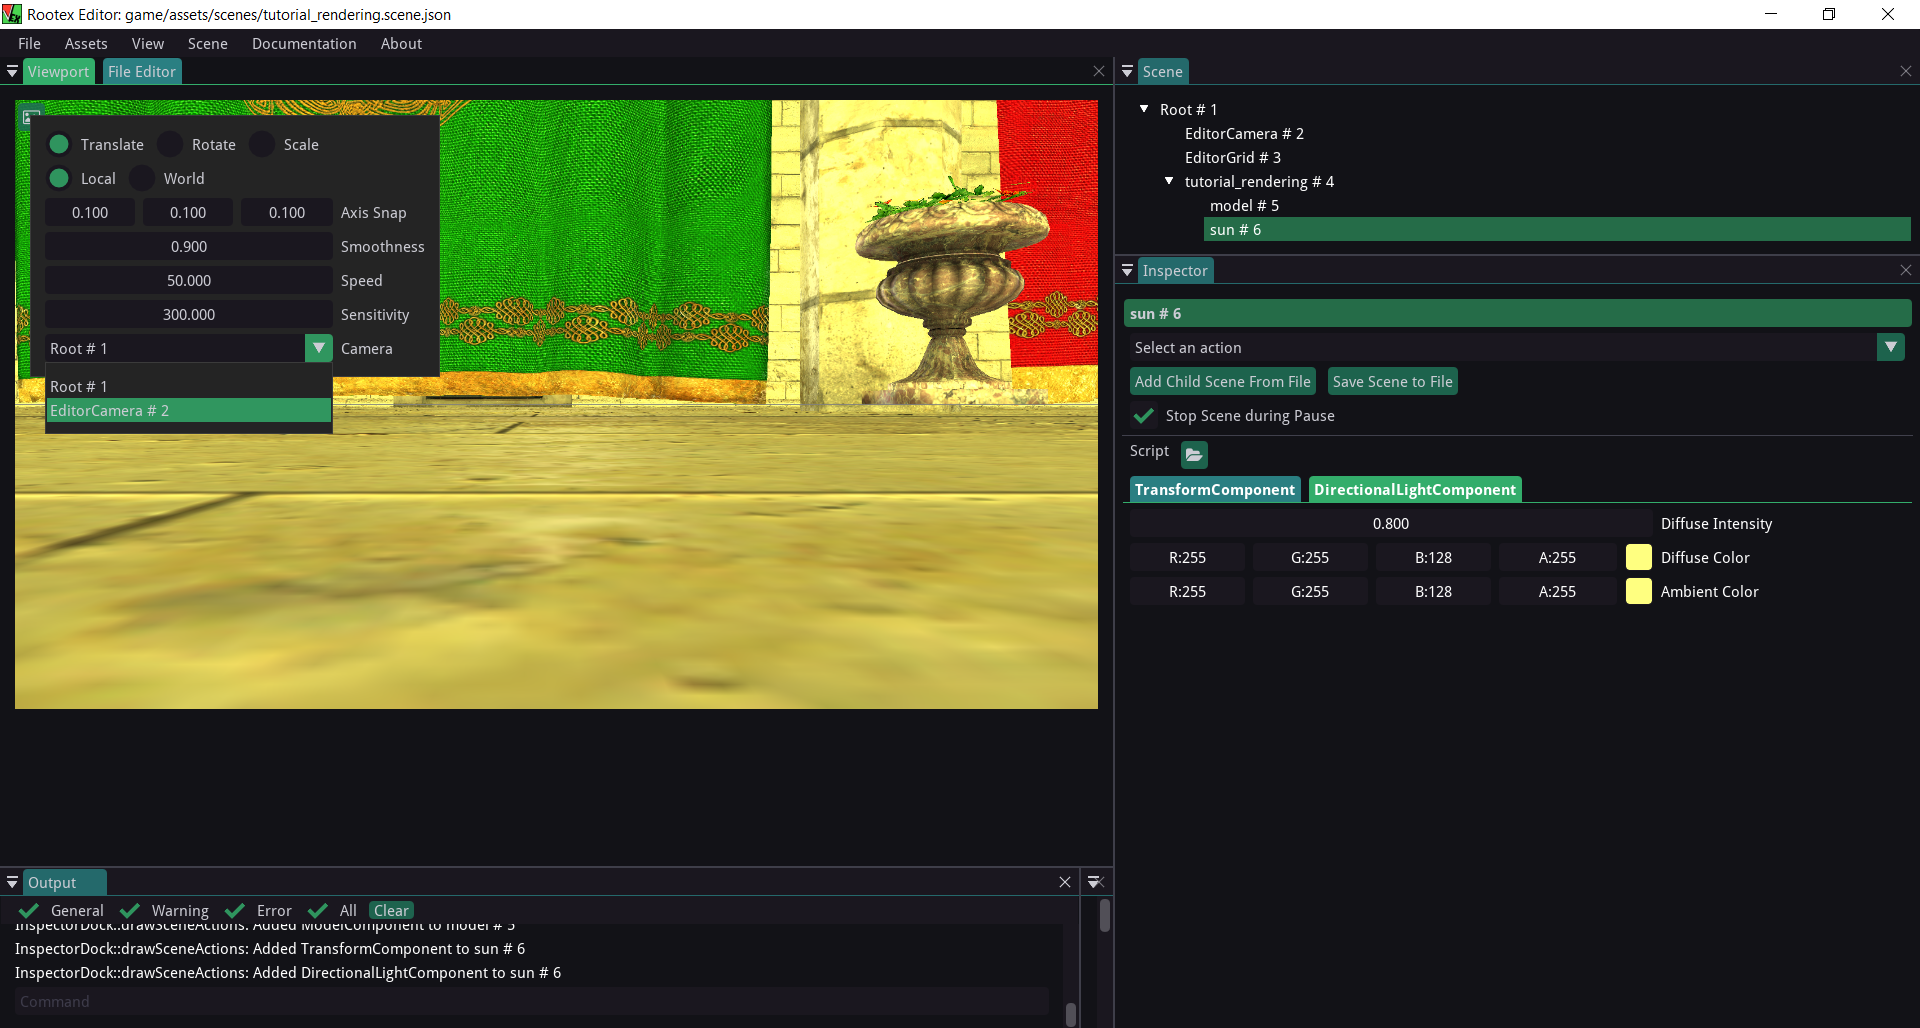 Rootex Editor: game/assets/scenes/tutorial_rendering.scene.json
File Assets View Scene Documentation About
Viewport File Editor
Translate Rotate Scale
Local World
0.100 0.100 0.100 Axis Snap
0.900 Smoothness
50.000 Speed
300.000 Sensitivity
Root # 1 Camera
Root # 1
EditorCamera # 2
Scene
Root # 1
EditorCamera # 2
EditorGrid # 3
tutorial_rendering # 4
model # 5
sun # 6
Inspector
sun # 6
Select an action
Add Child Scene From File Save Scene to File
Stop Scene during Pause
Script
TransformComponent DirectionalLightComponent
0.800 Diffuse Intensity
R:255 G:255 B:128 A:255 Diffuse Color
R:255 G:255 B:128 A:255 Ambient Color
Output
General Warning Error All Clear
InspectorDock::drawSceneActions: Added ModelComponent to model # 5
InspectorDock::drawSceneActions: Added TransformComponent to sun # 6
InspectorDock::drawSceneActions: Added DirectionalLightComponent to sun # 6
Command